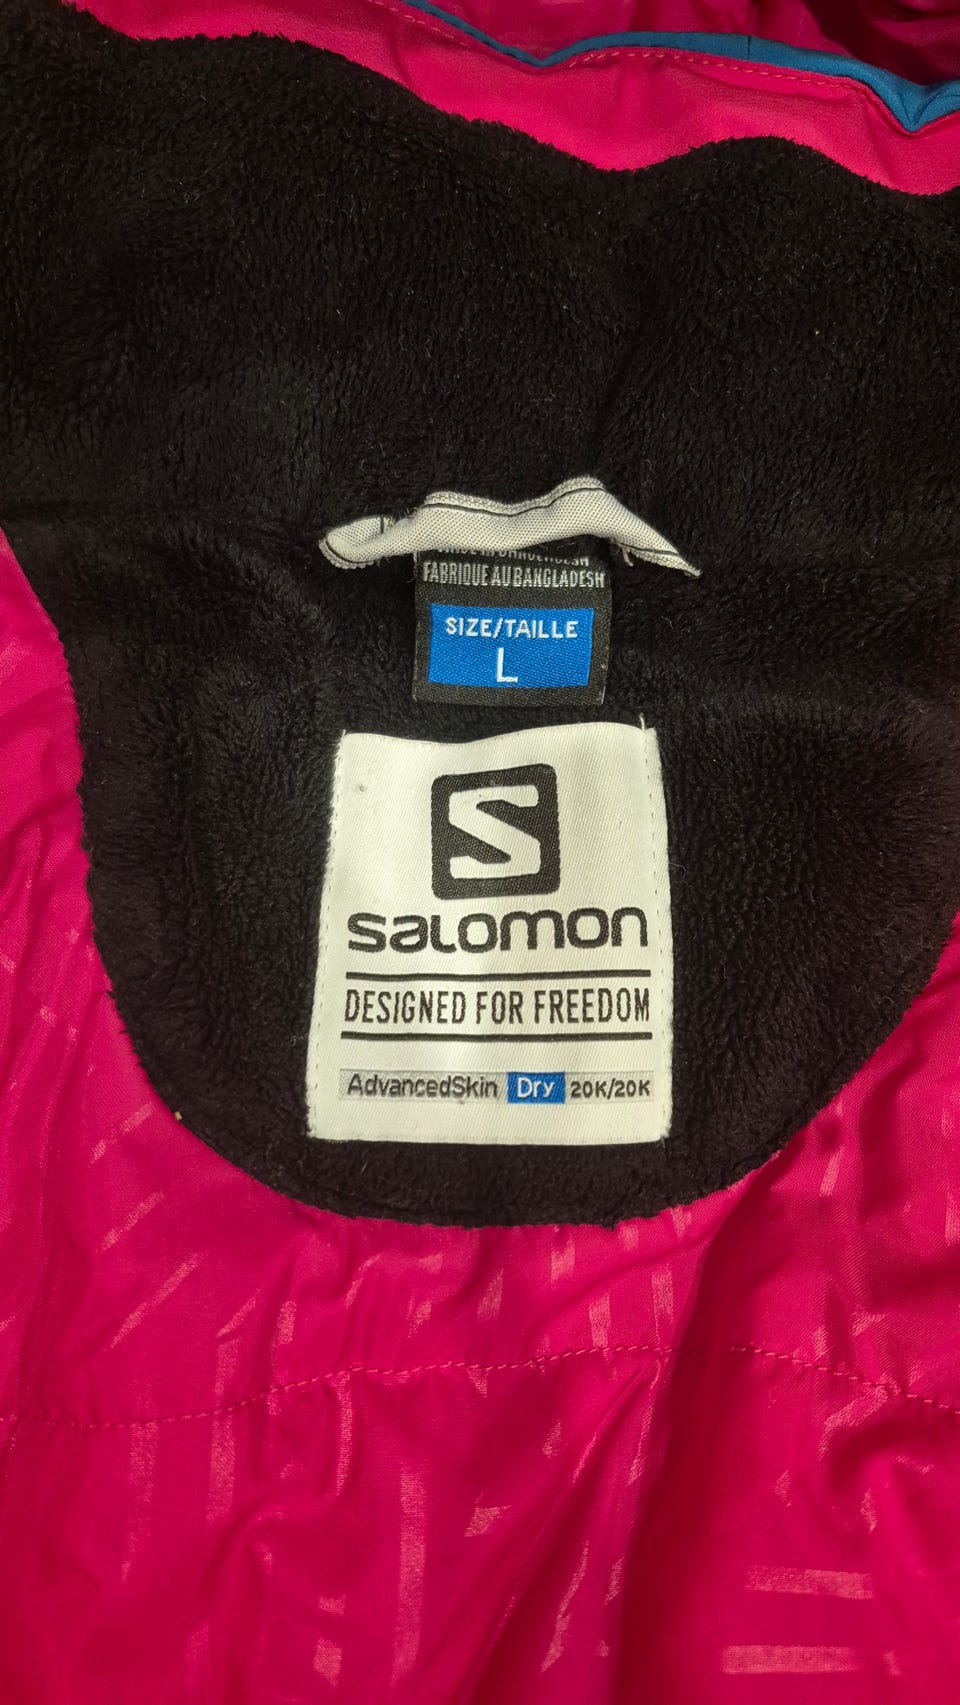 FABRIQUE AU BANGLADESH
SIZE/TAILLE
L
S
SALOMON
DESIGNED FOR FREEDOM
AdvancedSkin Dry 20K/20K